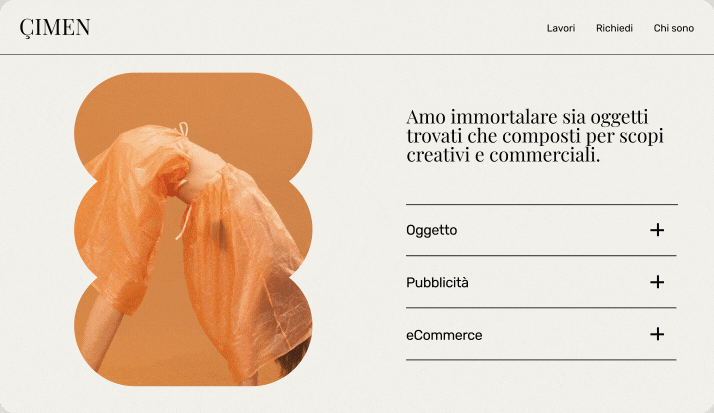 ÇIMEN
Lavori Richiedi Chi sono
Amo immortalare sia oggetti
trovati che composti per scopi
creativi e commerciali.
Oggetto +
Pubblicità +
eCommerce +